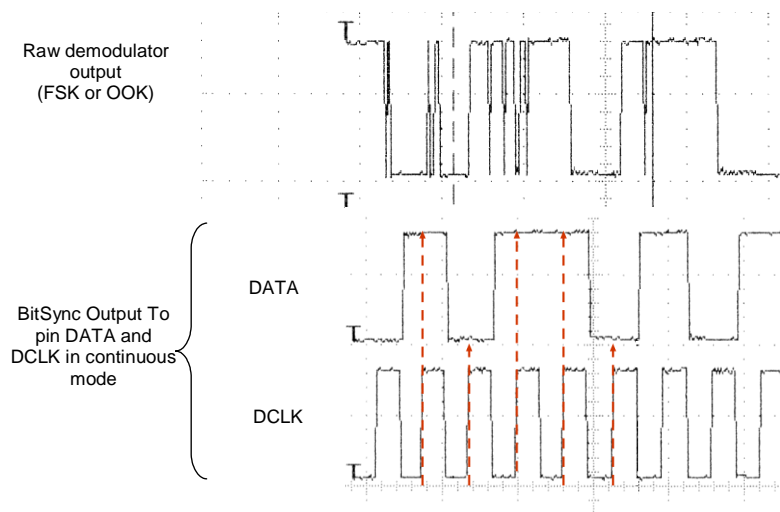 Raw demodulator
output
(FSK or OOK)
DATA
BitSync Output To
pin DATA and
DCLK in continuous
mode
DCLK